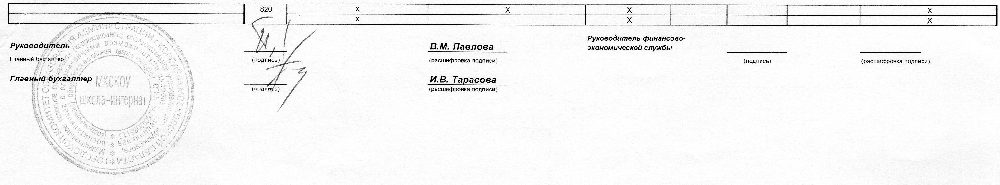 820 X X X X
X X X
Руководитель
(подпись)
В.М. Павлова
(расшифровка подписи)
Руководитель финансово-
экономической службы
(подпись)
(расшифровка подписи)
Главный бухгалтер
Главный бухгалтер
(подпись)
И.В. Тарасова
(расшифровка подписи)
ГОРОДСКОЙ КОМИТЕТ ОБРАЗОВАНИЯ АДМИНИСТРАЦИИ Г. КОРОЛЁВА МОСКОВСКОЙ ОБЛАСТИ
Муниципальное казенное специальное (коррекционное) образовательное учреждение для обучающихся,
воспитанников с ограниченными возможностями здоровья специальная
(коррекционная) общеобразовательная школа-интернат ОГРН
МКСКОУ
школа-интернат